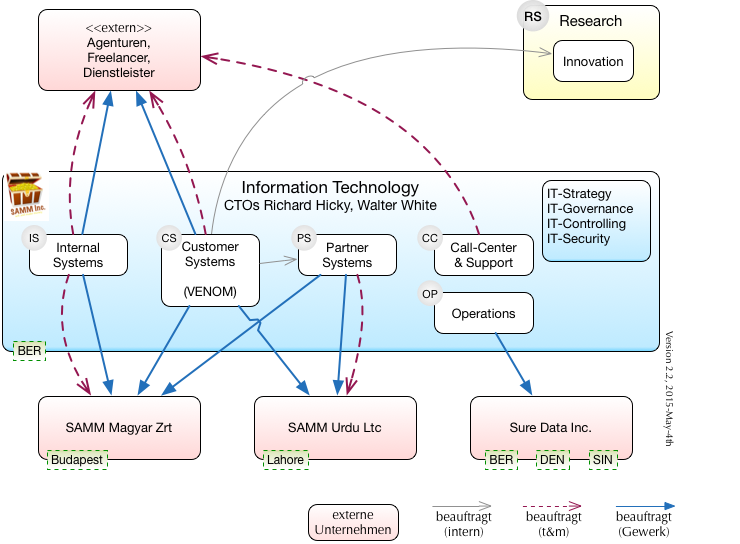 <<extern>>
Agenturen,
Freelancer,
Dienstleister
RS
Research
Innovation
SAMM Inc.
Information Technology
CTOs Richard Hicky, Walter White
IT-Strategy
IT-Governance
IT-Controlling
IT-Security
IS
Internal
Systems
CS
Customer
Systems
(VENOM)
PS
Partner
Systems
CC
Call-Center
& Support
OP
Operations
BER
Version 2.2, 2015-May-4th
SAMM Magyar Zrt
Budapest
SAMM Urdu Ltc
Lahore
Sure Data Inc.
BER
DEN
SIN
externe
Unternehmen
beauftragt
(intern)
beauftragt
(t&m)
beauftragt
(Gewerk)